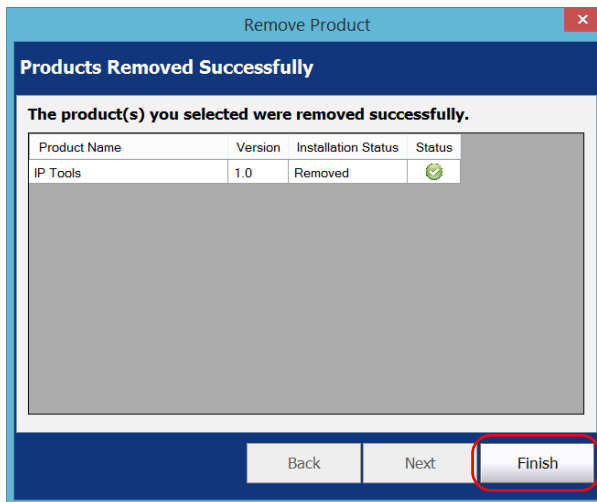 Remove Product
Products Removed Successfully
The product(s) you selected were removed successfully.
Product Name Version Installation Status Status
IP Tools 1.0 Removed
Back Next Finish